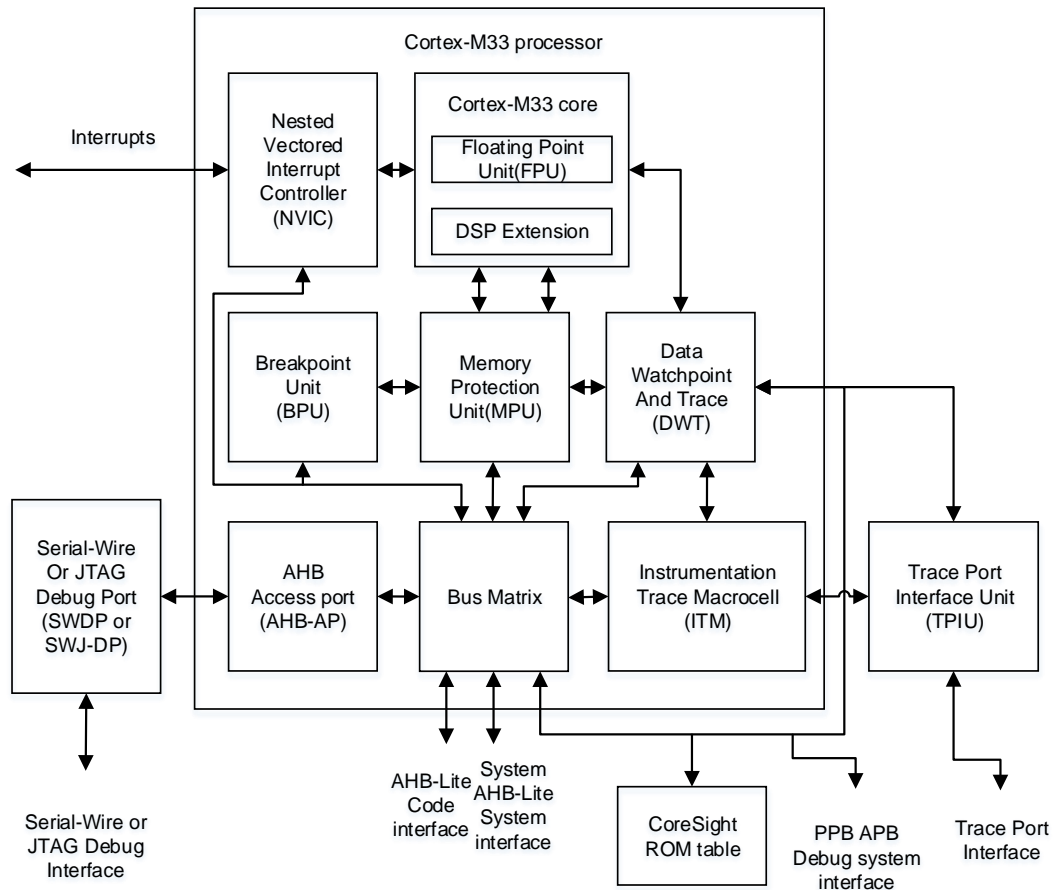 Cortex-M33 processor
Interrupts
Nested
Vectored
Interrupt
Controller
(NVIC)
Cortex-M33 core
Floating Point
Unit(FPU)
DSP Extension
Breakpoint
Unit
(BPU)
Memory
Protection
Unit(MPU)
Data
Watchpoint
And Trace
(DWT)
Serial-Wire
Or JTAG
Debug Port
(SWDP or
SWJ-DP)
AHB
Access port
(AHB-AP)
Bus Matrix
Instrumentation
Trace Macrocell
(ITM)
Trace Port
Interface Unit
(TPIU)
Serial-Wire or
JTAG Debug
Interface
AHB-Lite
Code
interface
System
AHB-Lite
System
interface
CoreSight
ROM table
PPB APB
Debug system
interface
Trace Port
Interface